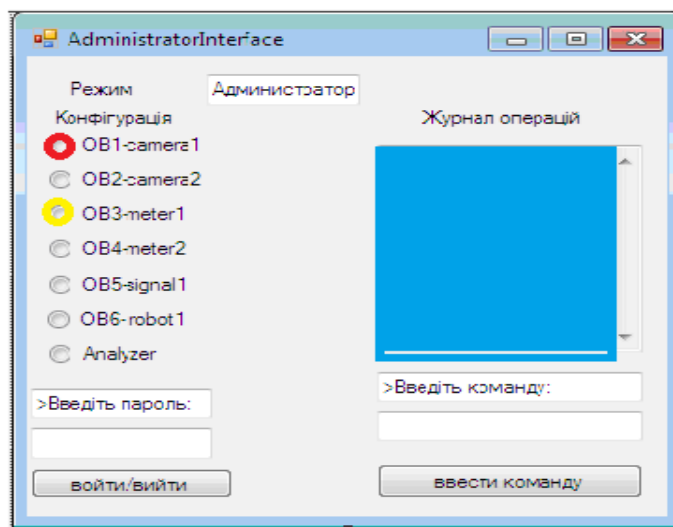 AdministratorInterface
Режим Администратор
Конфігурація
Журнал операцій
OB1-camera1
OB2-camera2
OB3-meter1
OB4-meter2
OB5-signal1
OB6-robot1
Analyzer
>Введіть пароль:
>Введіть команду:
войти/вийти
ввести команду